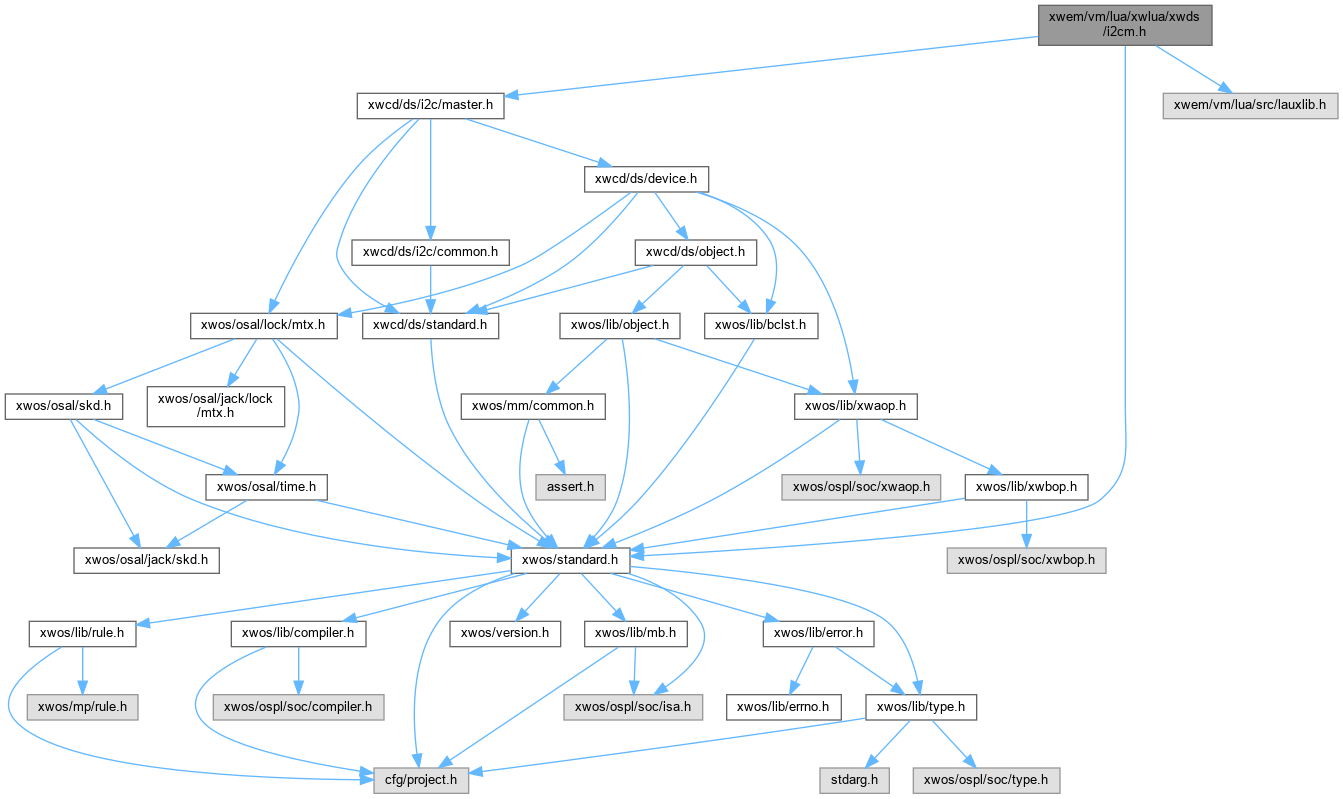 xwem/vm/lua/xwlua/xwds
/i2cm.h
xwcd/ds/i2c/master.h
xwem/vm/lua/src/lauxlib.h
xwcd/ds/device.h
xwcd/ds/i2c/common.h
xwcd/ds/object.h
xwos/osal/lock/mtx.h
xwcd/ds/standard.h
xwos/lib/object.h
xwos/lib/bclst.h
xwos/osal/skd.h
xwos/osal/jack/lock
/mtx.h
xwos/mm/common.h
xwos/lib/xwaop.h
xwos/osal/time.h
assert.h
xwos/ospl/soc/xwaop.h
xwos/lib/xwbop.h
xwos/osal/jack/skd.h
xwos/standard.h
xwos/ospl/soc/xwbop.h
xwos/lib/rule.h
xwos/lib/compiler.h
xwos/version.h
xwos/lib/mb.h
xwos/lib/error.h
xwos/mp/rule.h
xwos/ospl/soc/compiler.h
xwos/ospl/soc/isa.h
xwos/lib/errno.h
xwos/lib/type.h
cfg/project.h
stdarg.h
xwos/ospl/soc/type.h